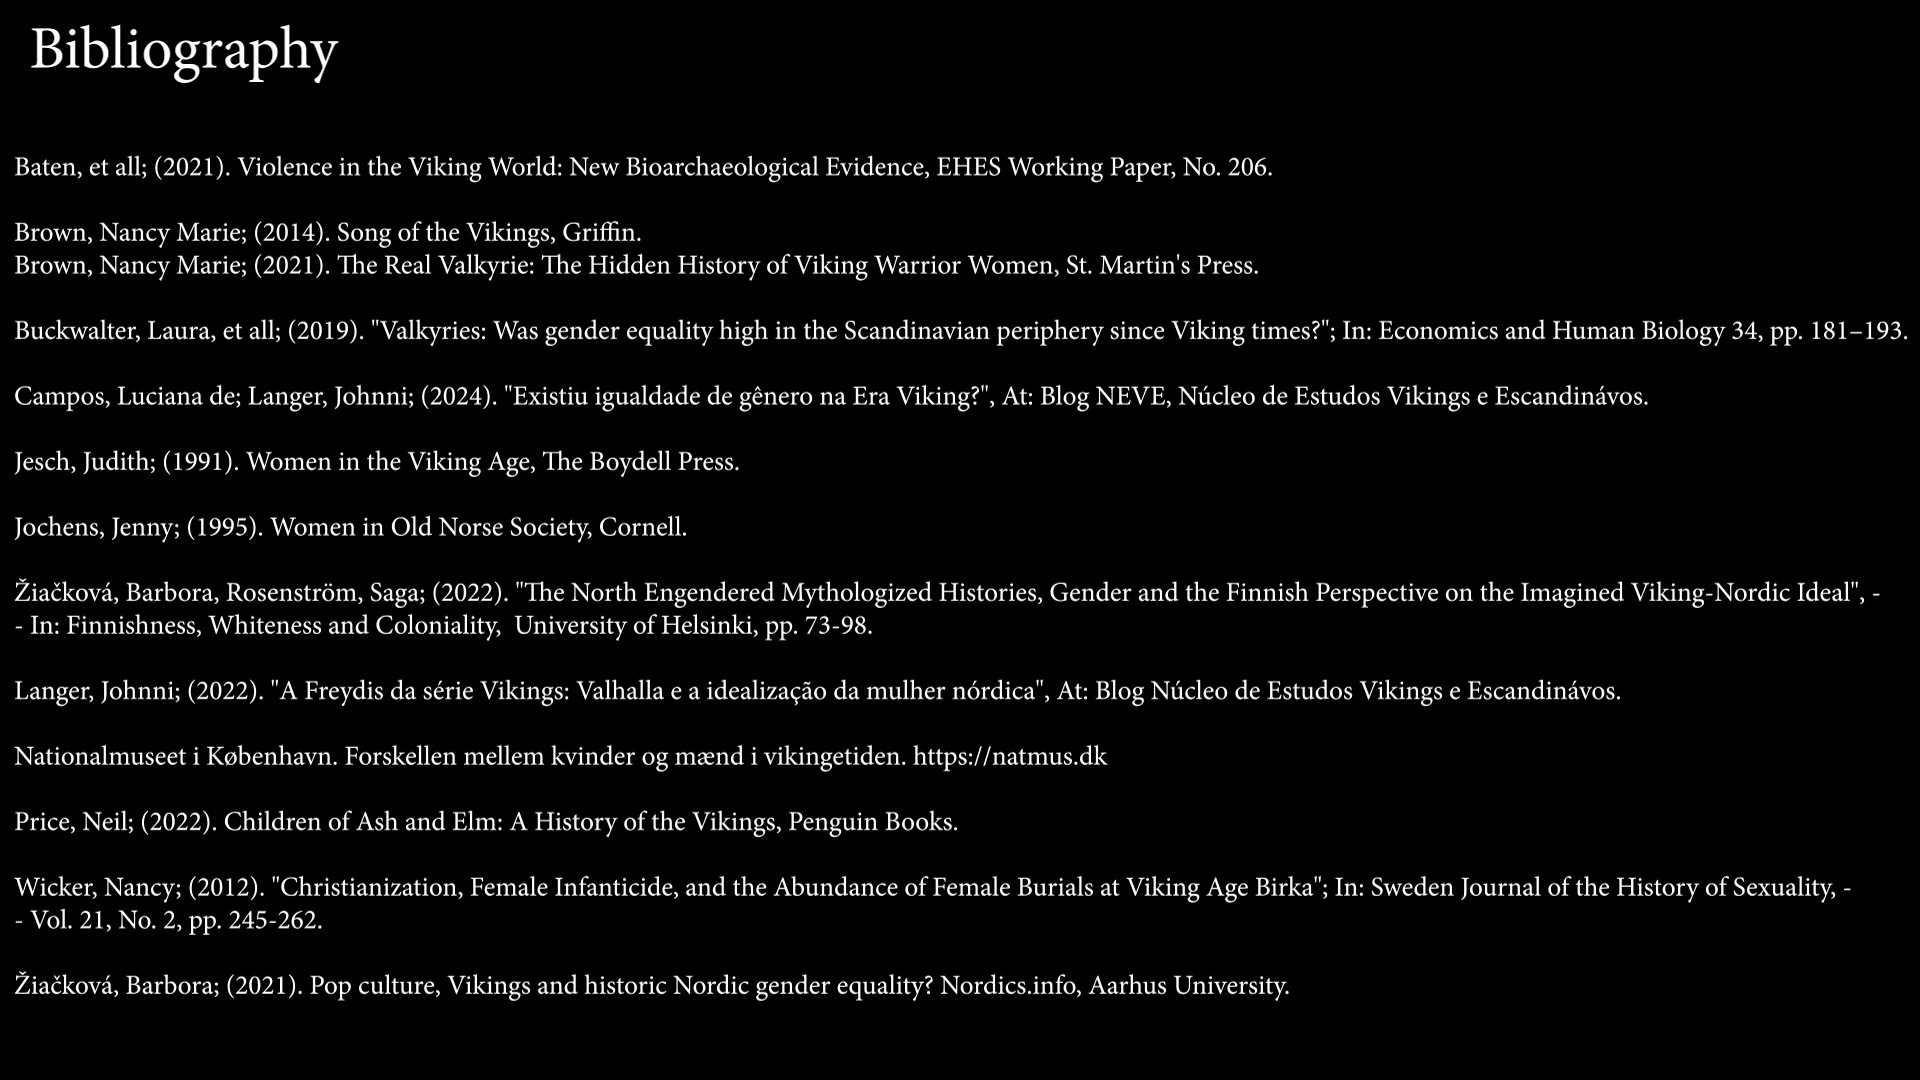 Bibliography
Baten, et all; (2021). Violence in the Viking World: New Bioarchaeological Evidence, EHES Working Paper, No. 206.
Brown, Nancy Marie; (2014). Song of the Vikings, Griffin.
Brown, Nancy Marie; (2021). The Real Valkyrie: The Hidden History of Viking Warrior Women, St. Martin's Press.
Buckwalter, Laura, et all; (2019). "Valkyries: Was gender equality high in the Scandinavian periphery since Viking times?"; In: Economics and Human Biology 34, pp. 181–193.
Campos, Luciana de; Langer, Johnni; (2024). "Existiu igualdade de gênero na Era Viking?", At: Blog NEVE, Núcleo de Estudos Vikings e Escandinávos.
Jesch, Judith; (1991). Women in the Viking Age, The Boydell Press.
Jochens, Jenny; (1995). Women in Old Norse Society, Cornell.
Žiačková, Barbora, Rosenström, Saga; (2022). "The North Engendered Mythologized Histories, Gender and the Finnish Perspective on the Imagined Viking-Nordic Ideal", -
- In: Finnishness, Whiteness and Coloniality,  University of Helsinki, pp. 73-98.
Langer, Johnni; (2022). "A Freydis da série Vikings: Valhalla e a idealização da mulher nórdica", At: Blog Núcleo de Estudos Vikings e Escandinávos.
Nationalmuseet i København. Forskellen mellem kvinder og mænd i vikingetiden. https://natmus.dk
Price, Neil; (2022). Children of Ash and Elm: A History of the Vikings, Penguin Books.
Wicker, Nancy; (2012). "Christianization, Female Infanticide, and the Abundance of Female Burials at Viking Age Birka"; In: Sweden Journal of the History of Sexuality, -
- Vol. 21, No. 2, pp. 245-262.
Žiačková, Barbora; (2021). Pop culture, Vikings and historic Nordic gender equality? Nordics.info, Aarhus University.